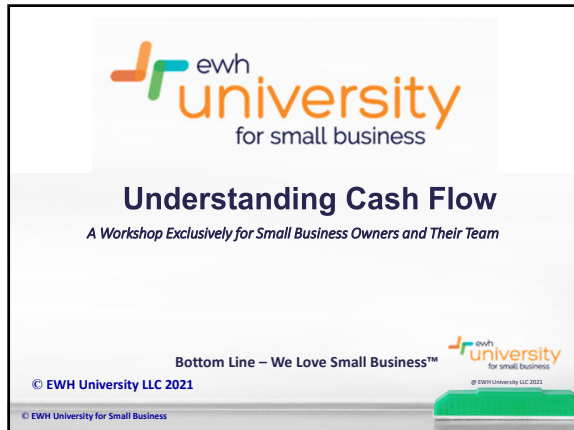 ewh
university
for small business
Understanding Cash Flow
A Workshop Exclusively for Small Business Owners and Their Team
Bottom Line – We Love Small Business™
ewh
university
for small business
© EWH University LLC 2021
@ EWH University LLC 2021
© EWH University for Small Business